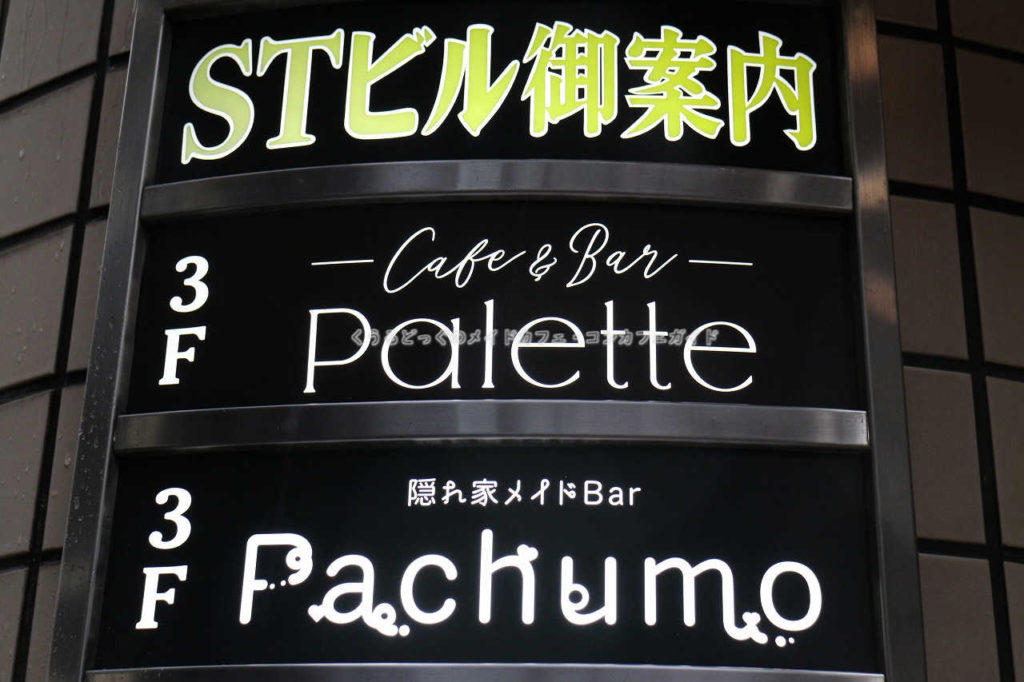 STビル御案内
3F
Cafe & Bar
Palette
くうるどっくのメイドカフェ・コンカフェガイド
3F
隠れ家メイドBar
Pachumo